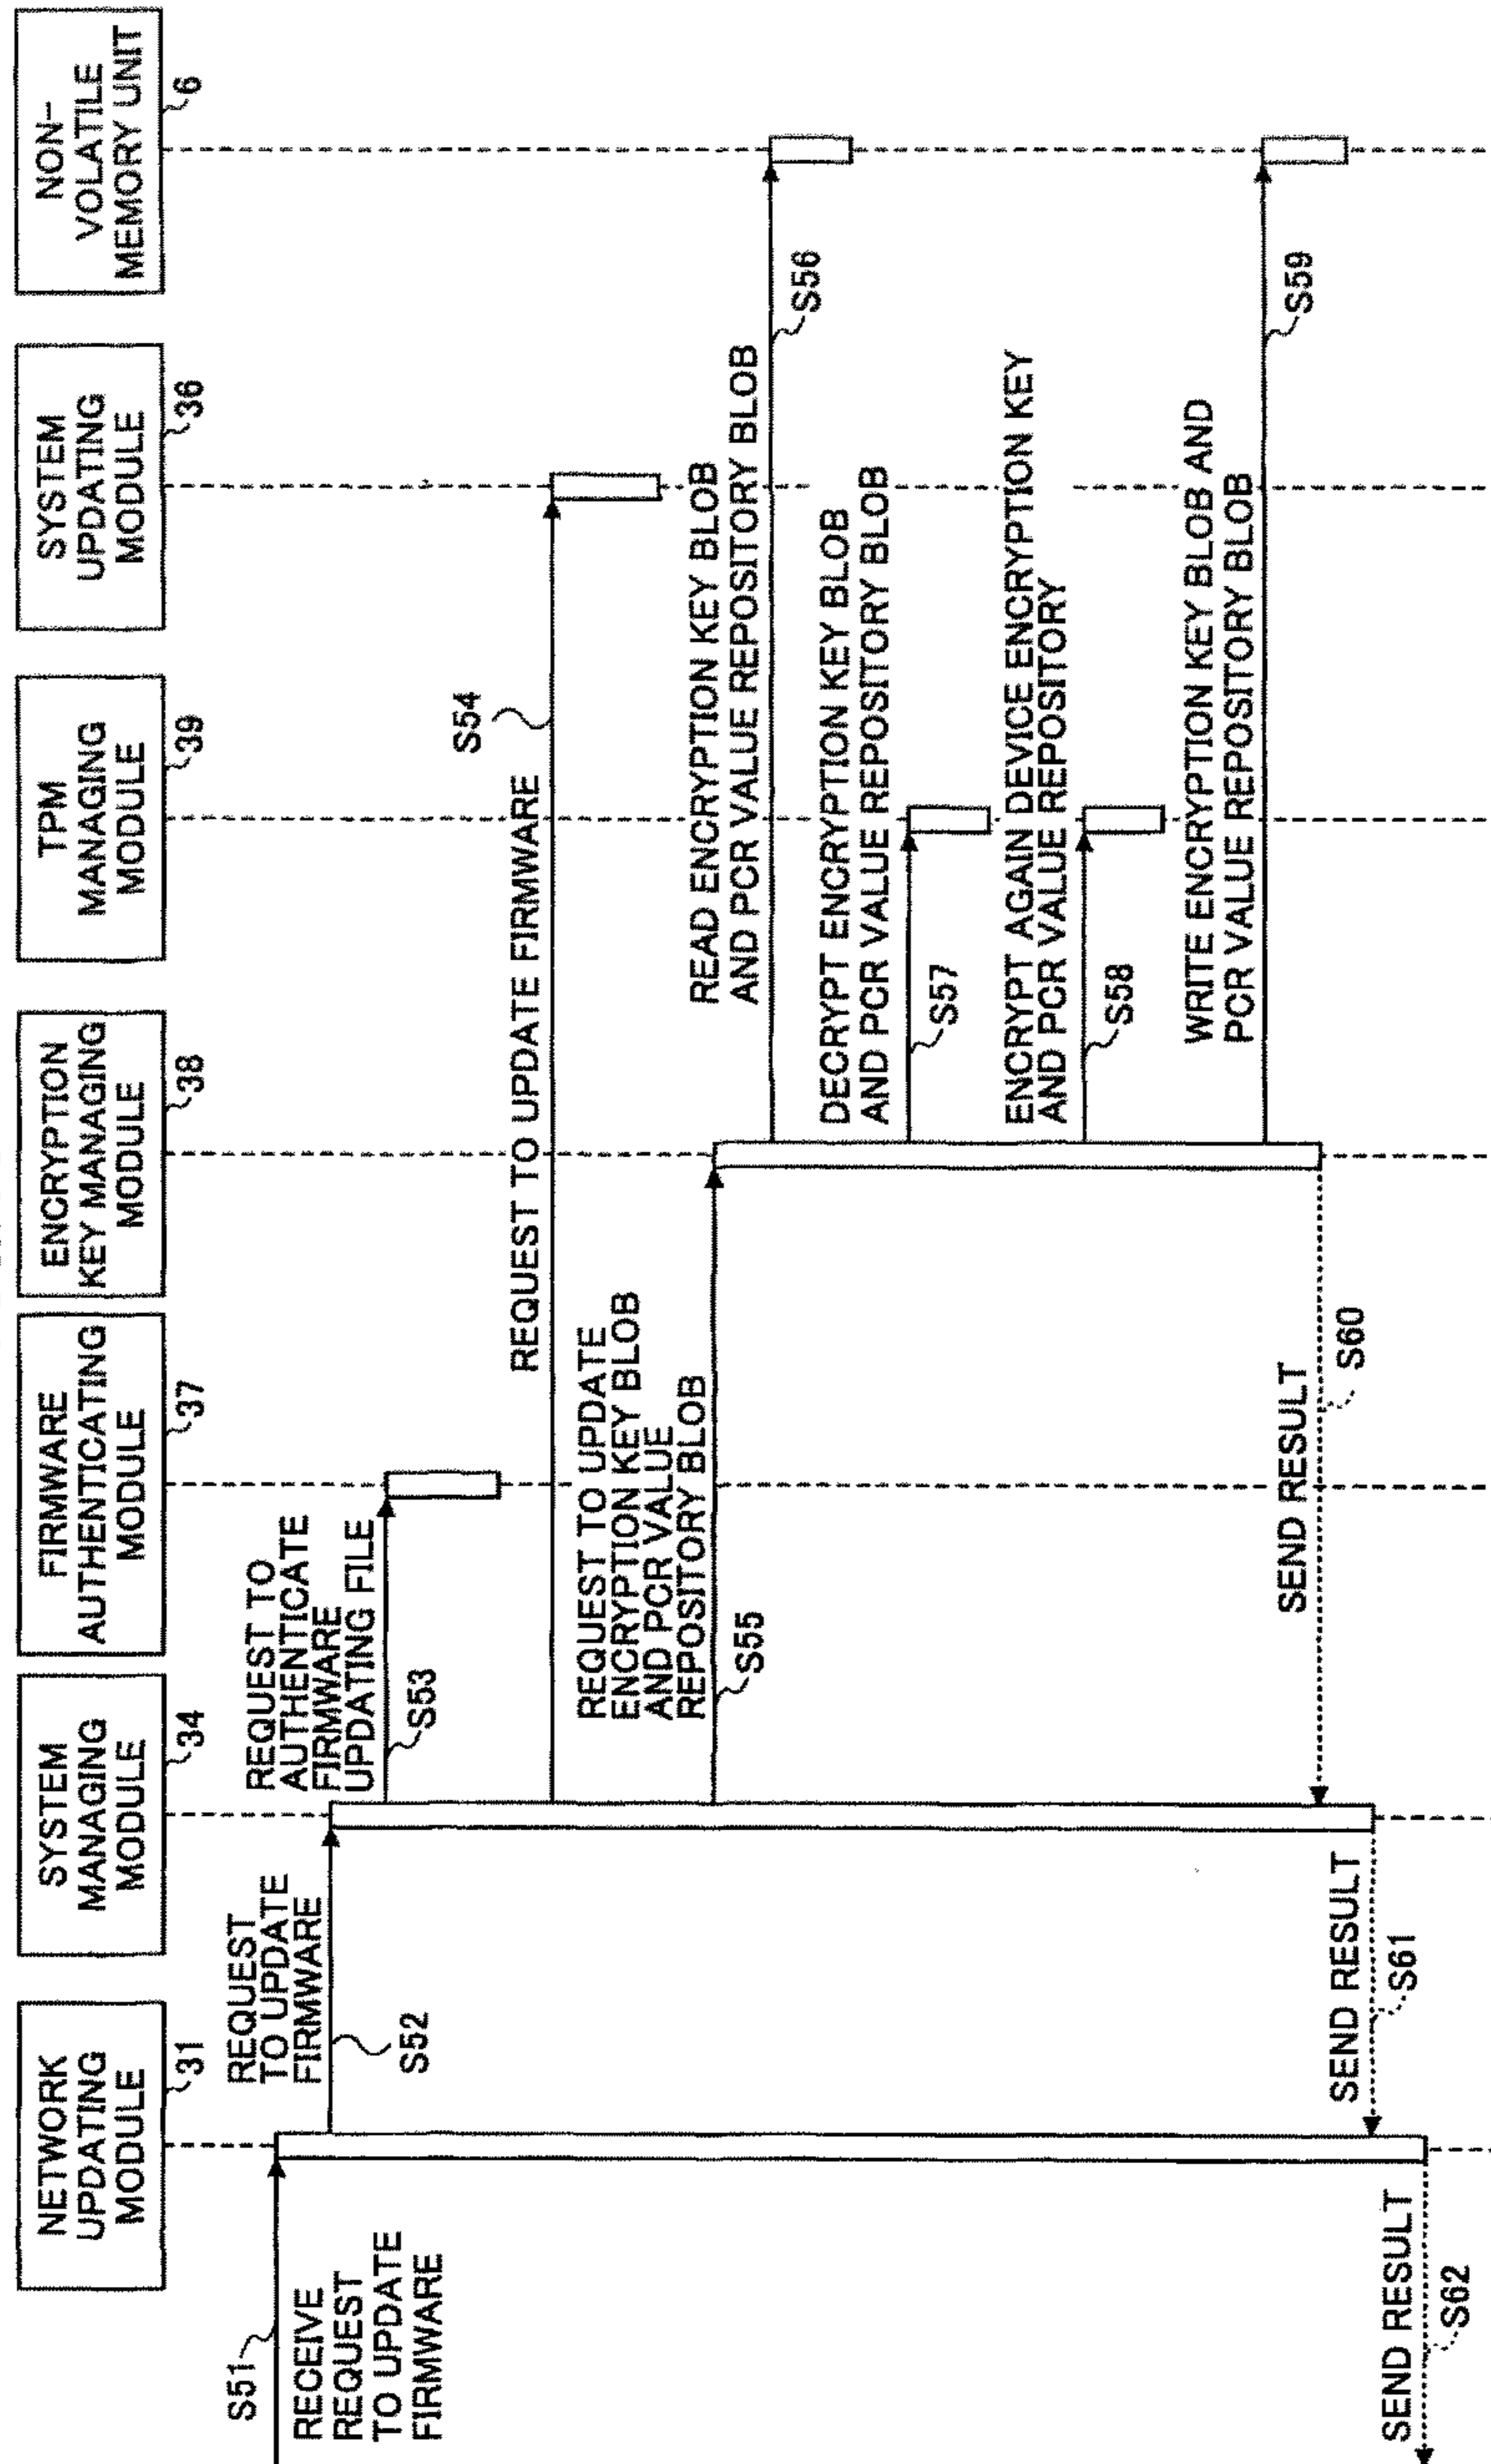 NETWORK
UPDATING
MODULE
31
SYSTEM
MANAGING
MODULE
34
FIRMWARE
AUTHENTICATING
MODULE
37
ENCRYPTION
KEY MANAGING
MODULE
38
TPM
MANAGING
MODULE
39
SYSTEM
UPDATING
MODULE
36
NON-
VOLATILE
MEMORY UNIT
6
S51
RECEIVE
REQUEST
TO UPDATE
FIRMWARE
REQUEST
TO UPDATE
FIRMWARE
S52
REQUEST TO
AUTHENTICATE
FIRMWARE
UPDATING FILE
S53
REQUEST TO UPDATE FIRMWARE
S54
REQUEST TO UPDATE
ENCRYPTION KEY BLOB
AND PCR VALUE
REPOSITORY BLOB
S55
READ ENCRYPTION KEY BLOB
AND PCR VALUE REPOSITORY BLOB
S56
DECRYPT ENCRYPTION KEY BLOB
AND PCR VALUE REPOSITORY BLOB
S57
ENCRYPT AGAIN DEVICE ENCRYPTION KEY
AND PCR VALUE REPOSITORY
S58
WRITE ENCRYPTION KEY BLOB AND
PCR VALUE REPOSITORY BLOB
S59
SEND RESULT
S60
SEND RESULT
S61
SEND RESULT
S62